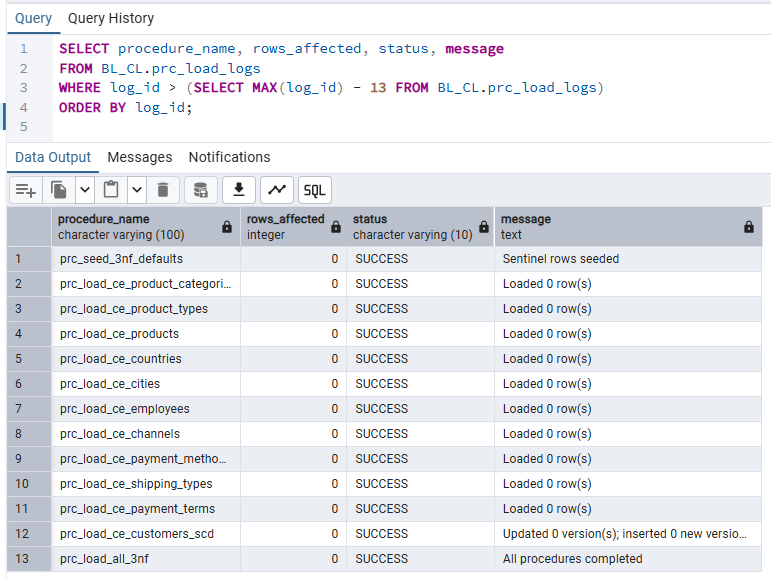 Query Query History
1 SELECT procedure_name, rows_affected, status, message
2 FROM BL_CL.prc_load_logs
3 WHERE log_id > (SELECT MAX(log_id) - 13 FROM BL_CL.prc_load_logs)
4 ORDER BY log_id;
5
Data Output Messages Notifications
SQL
procedure_name rows_affected status message
character varying (100) integer character varying (10) text
1 prc_seed_3nf_defaults 0 SUCCESS Sentinel rows seeded
2 prc_load_ce_product_categori... 0 SUCCESS Loaded 0 row(s)
3 prc_load_ce_product_types 0 SUCCESS Loaded 0 row(s)
4 prc_load_ce_products 0 SUCCESS Loaded 0 row(s)
5 prc_load_ce_countries 0 SUCCESS Loaded 0 row(s)
6 prc_load_ce_cities 0 SUCCESS Loaded 0 row(s)
7 prc_load_ce_employees 0 SUCCESS Loaded 0 row(s)
8 prc_load_ce_channels 0 SUCCESS Loaded 0 row(s)
9 prc_load_ce_payment_metho... 0 SUCCESS Loaded 0 row(s)
10 prc_load_ce_shipping_types 0 SUCCESS Loaded 0 row(s)
11 prc_load_ce_payment_terms 0 SUCCESS Loaded 0 row(s)
12 prc_load_ce_customers_scd 0 SUCCESS Updated 0 version(s); inserted 0 new versio...
13 prc_load_all_3nf 0 SUCCESS All procedures completed